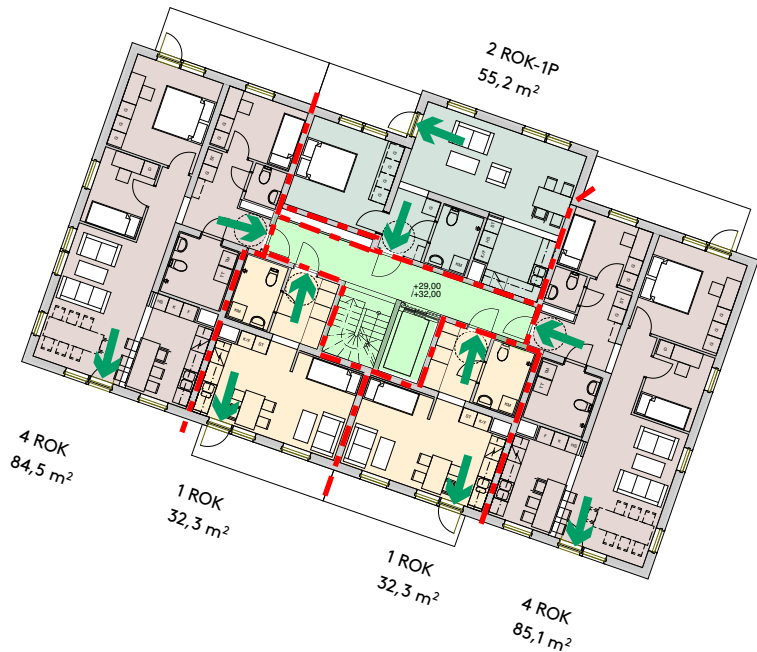 2 ROK-1P
55,2 m²
+29,00
/+32,00
4 ROK
84,5 m²
1 ROK
32,3 m²
1 ROK
32,3 m²
4 ROK
85,1 m²